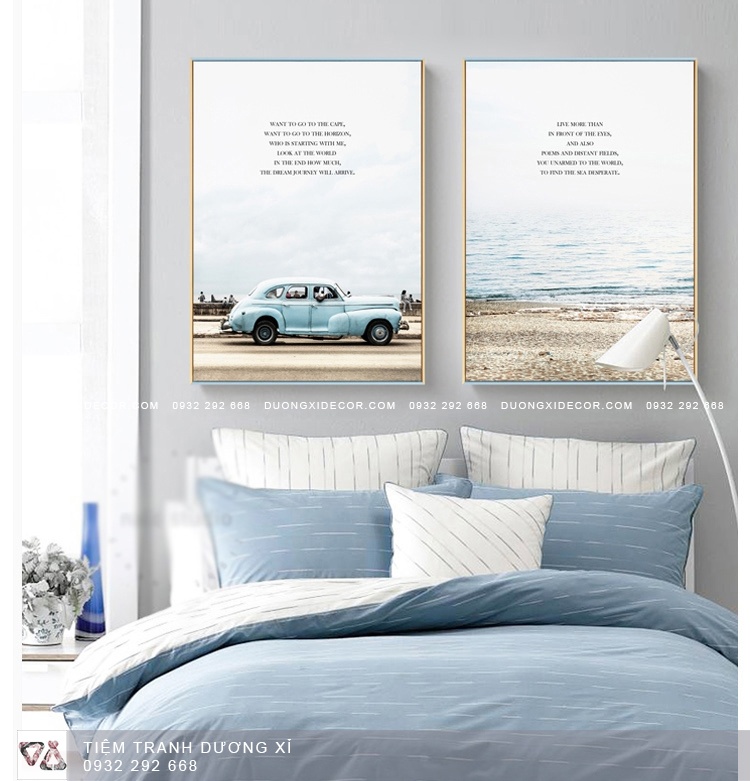 WANT TO GO TO THE CAPE,
WANT TO GO TO THE HORIZON,
WHO IS STARTING WITH ME,
LOOK AT THE WORLD
IN THE END HOW MUCH,
THE DREAM JOURNEY WILL ARRIVE.
LIVE MORE THAN
IN FRONT OF THE EYES,
AND ALSO
POEMS AND DISTANT FIELDS,
YOU UNARMED TO THE WORLD,
TO FIND THE SEA DESPERATE.
DECOR.COM 0932 292 668 DUONGXIDECOR.COM 0932 292 668 DUONGXIDECOR.COM 0932 292 668
TIỆM TRANH DƯƠNG XỈ
0932 292 668